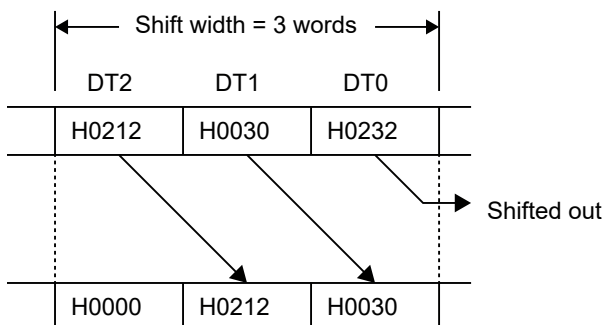 Shift width = 3 words
DT2 DT1 DT0
H0212 H0030 H0232
Shifted out
H0000 H0212 H0030